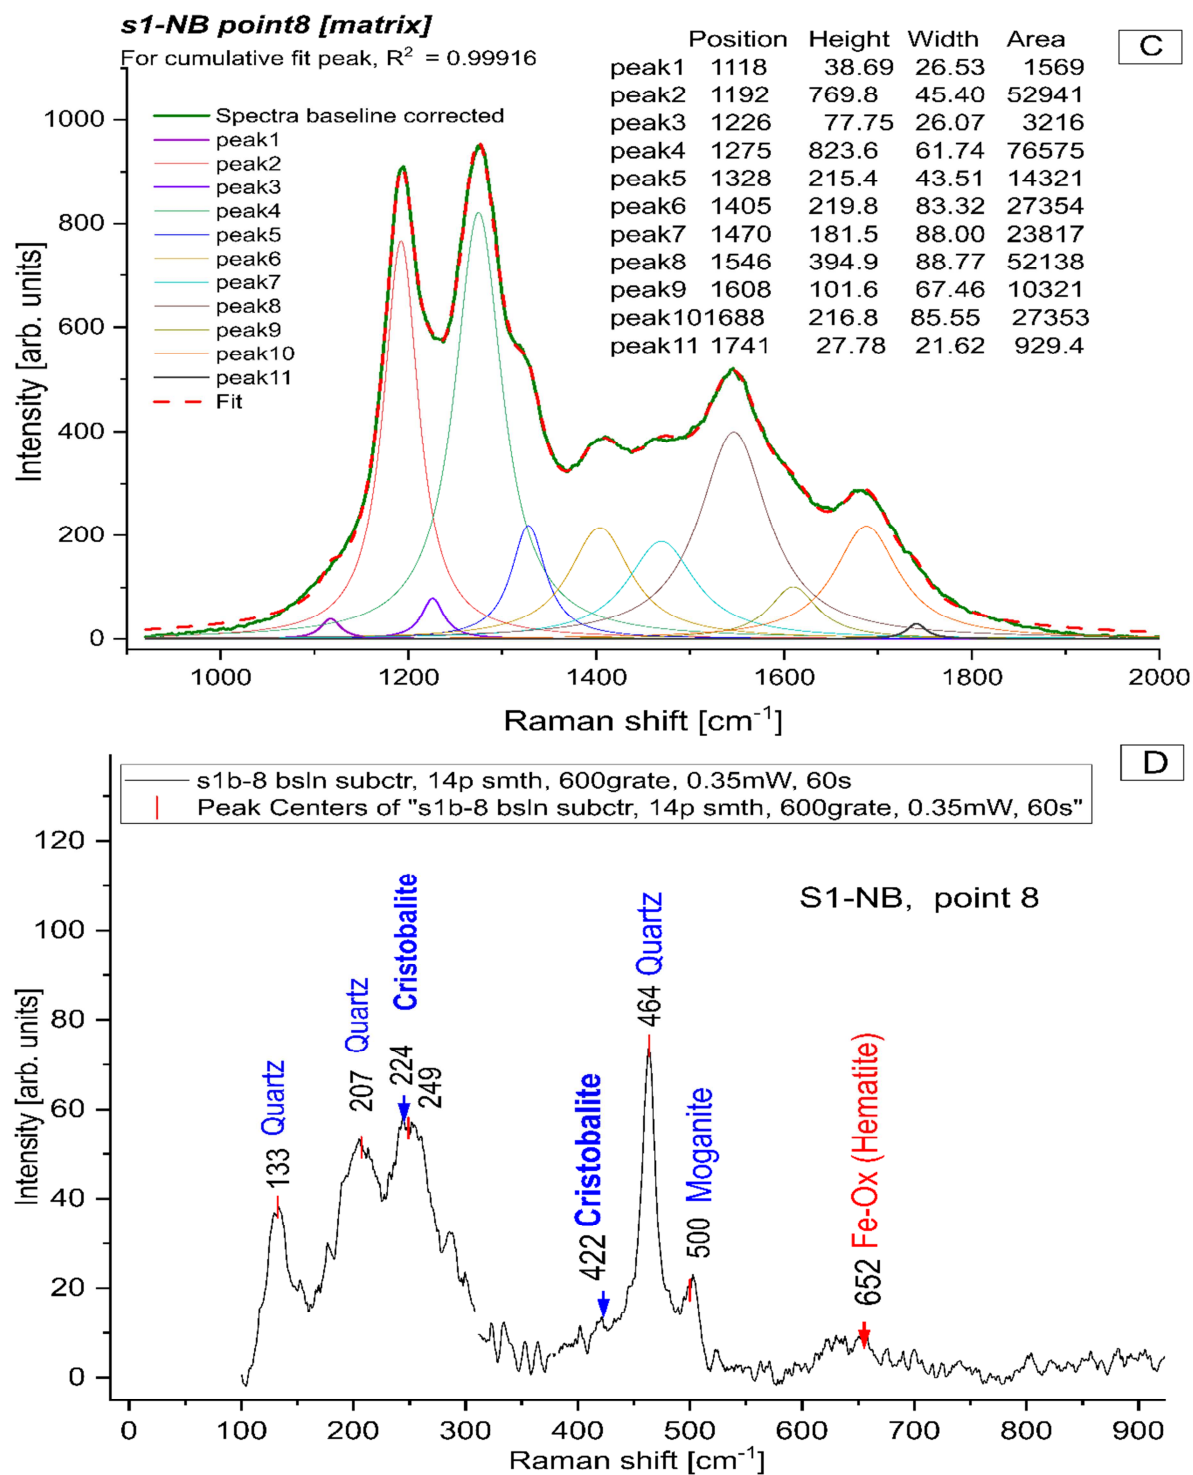 s1-NB point8 [matrix]
For cumulative fit peak, R² = 0.99916
C
Position Height Width Area
peak1 1118 38.69 26.53 1569
peak2 1192 769.8 45.40 52941
peak3 1226 77.75 26.07 3216
peak4 1275 823.6 61.74 76575
peak5 1328 215.4 43.51 14321
peak6 1405 219.8 83.32 27354
peak7 1470 181.5 88.00 23817
peak8 1546 394.9 88.77 52138
peak9 1608 101.6 67.46 10321
peak101688 216.8 85.55 27353
peak11 1741 27.78 21.62 929.4
Spectra baseline corrected
peak1
peak2
peak3
peak4
peak5
peak6
peak7
peak8
peak9
peak10
peak11
Fit
Intensity [arb. units]
1000
800
600
400
200
0
1000 1200 1400 1600 1800 2000
Raman shift [cm⁻¹]
D
s1b-8 bsln subctr, 14p smth, 600grate, 0.35mW, 60s
Peak Centers of "s1b-8 bsln subctr, 14p smth, 600grate, 0.35mW, 60s"
S1-NB, point 8
Intensity [arb. units]
120
100
80
60
40
20
0
133 Quartz
207 Quartz
224 Cristobalite
249
422 Cristobalite
464 Quartz
500 Moganite
652 Fe-Ox (Hematite)
0 100 200 300 400 500 600 700 800 900
Raman shift [cm⁻¹]